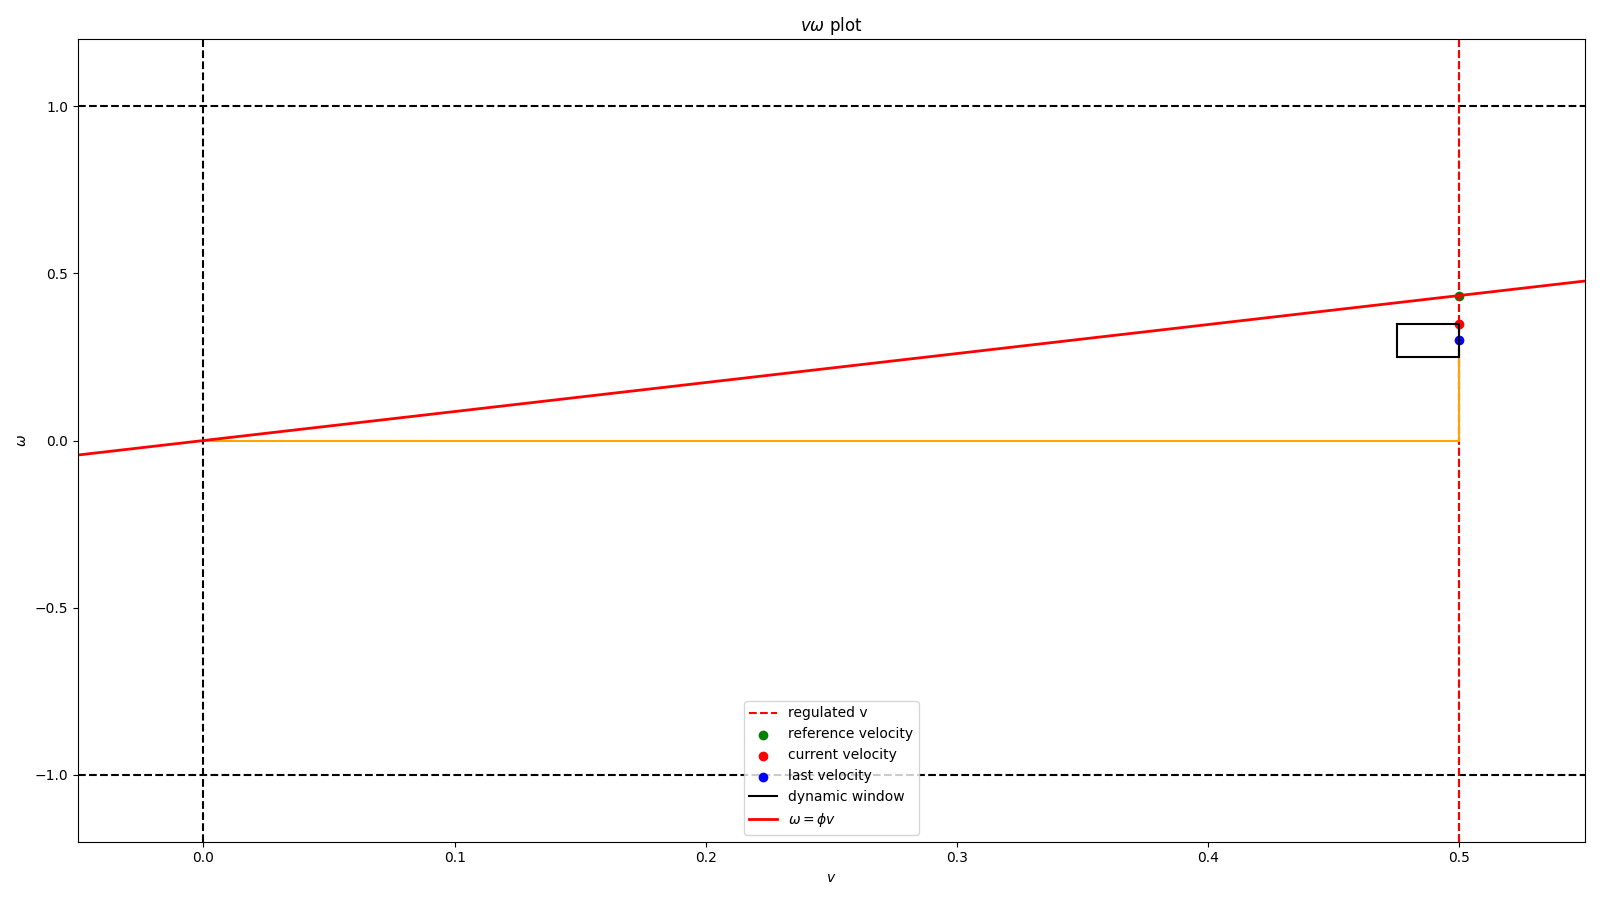 vω plot
1.0
0.5
0.0
−0.5
−1.0
ω
0.0 0.1 0.2 0.3 0.4 0.5
v
regulated v
reference velocity
current velocity
last velocity
dynamic window
ω = ϕv